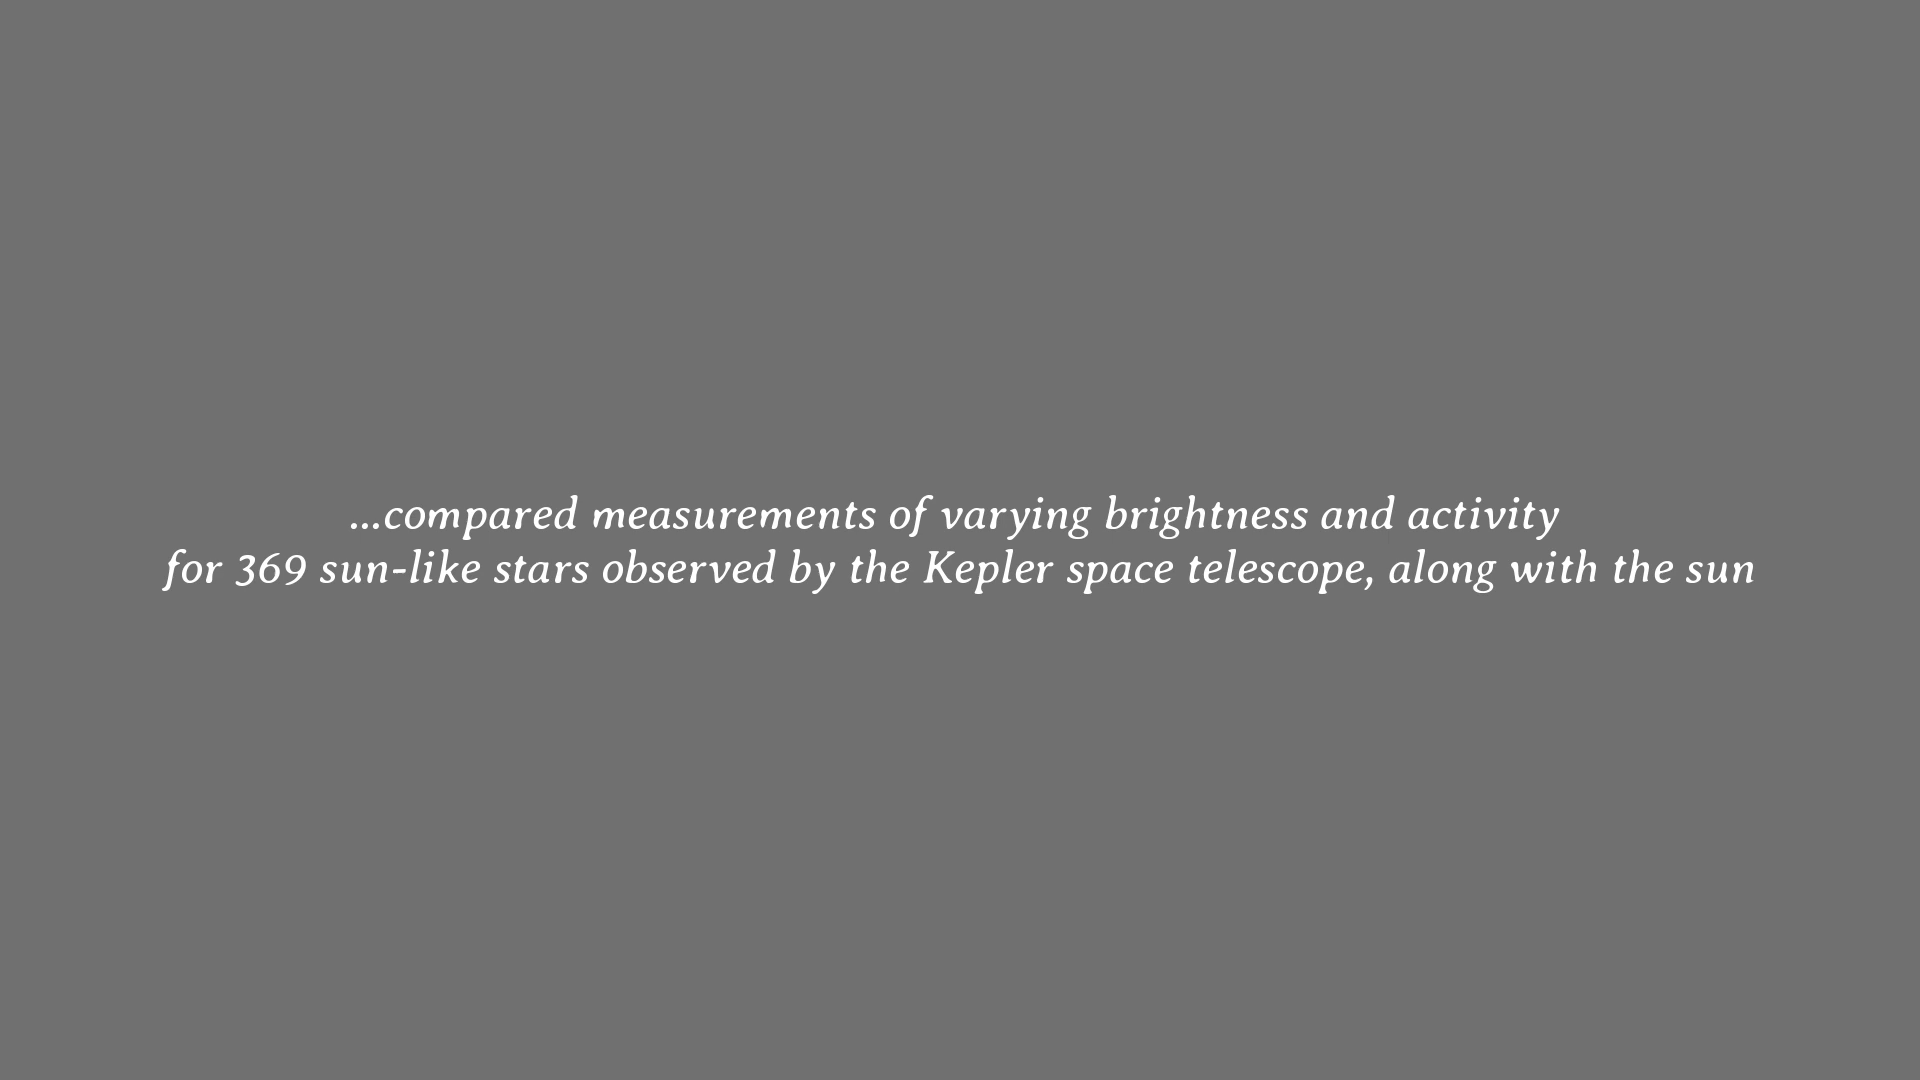 ...compared measurements of varying brightness and activity
for 369 sun-like stars observed by the Kepler space telescope, along with the sun